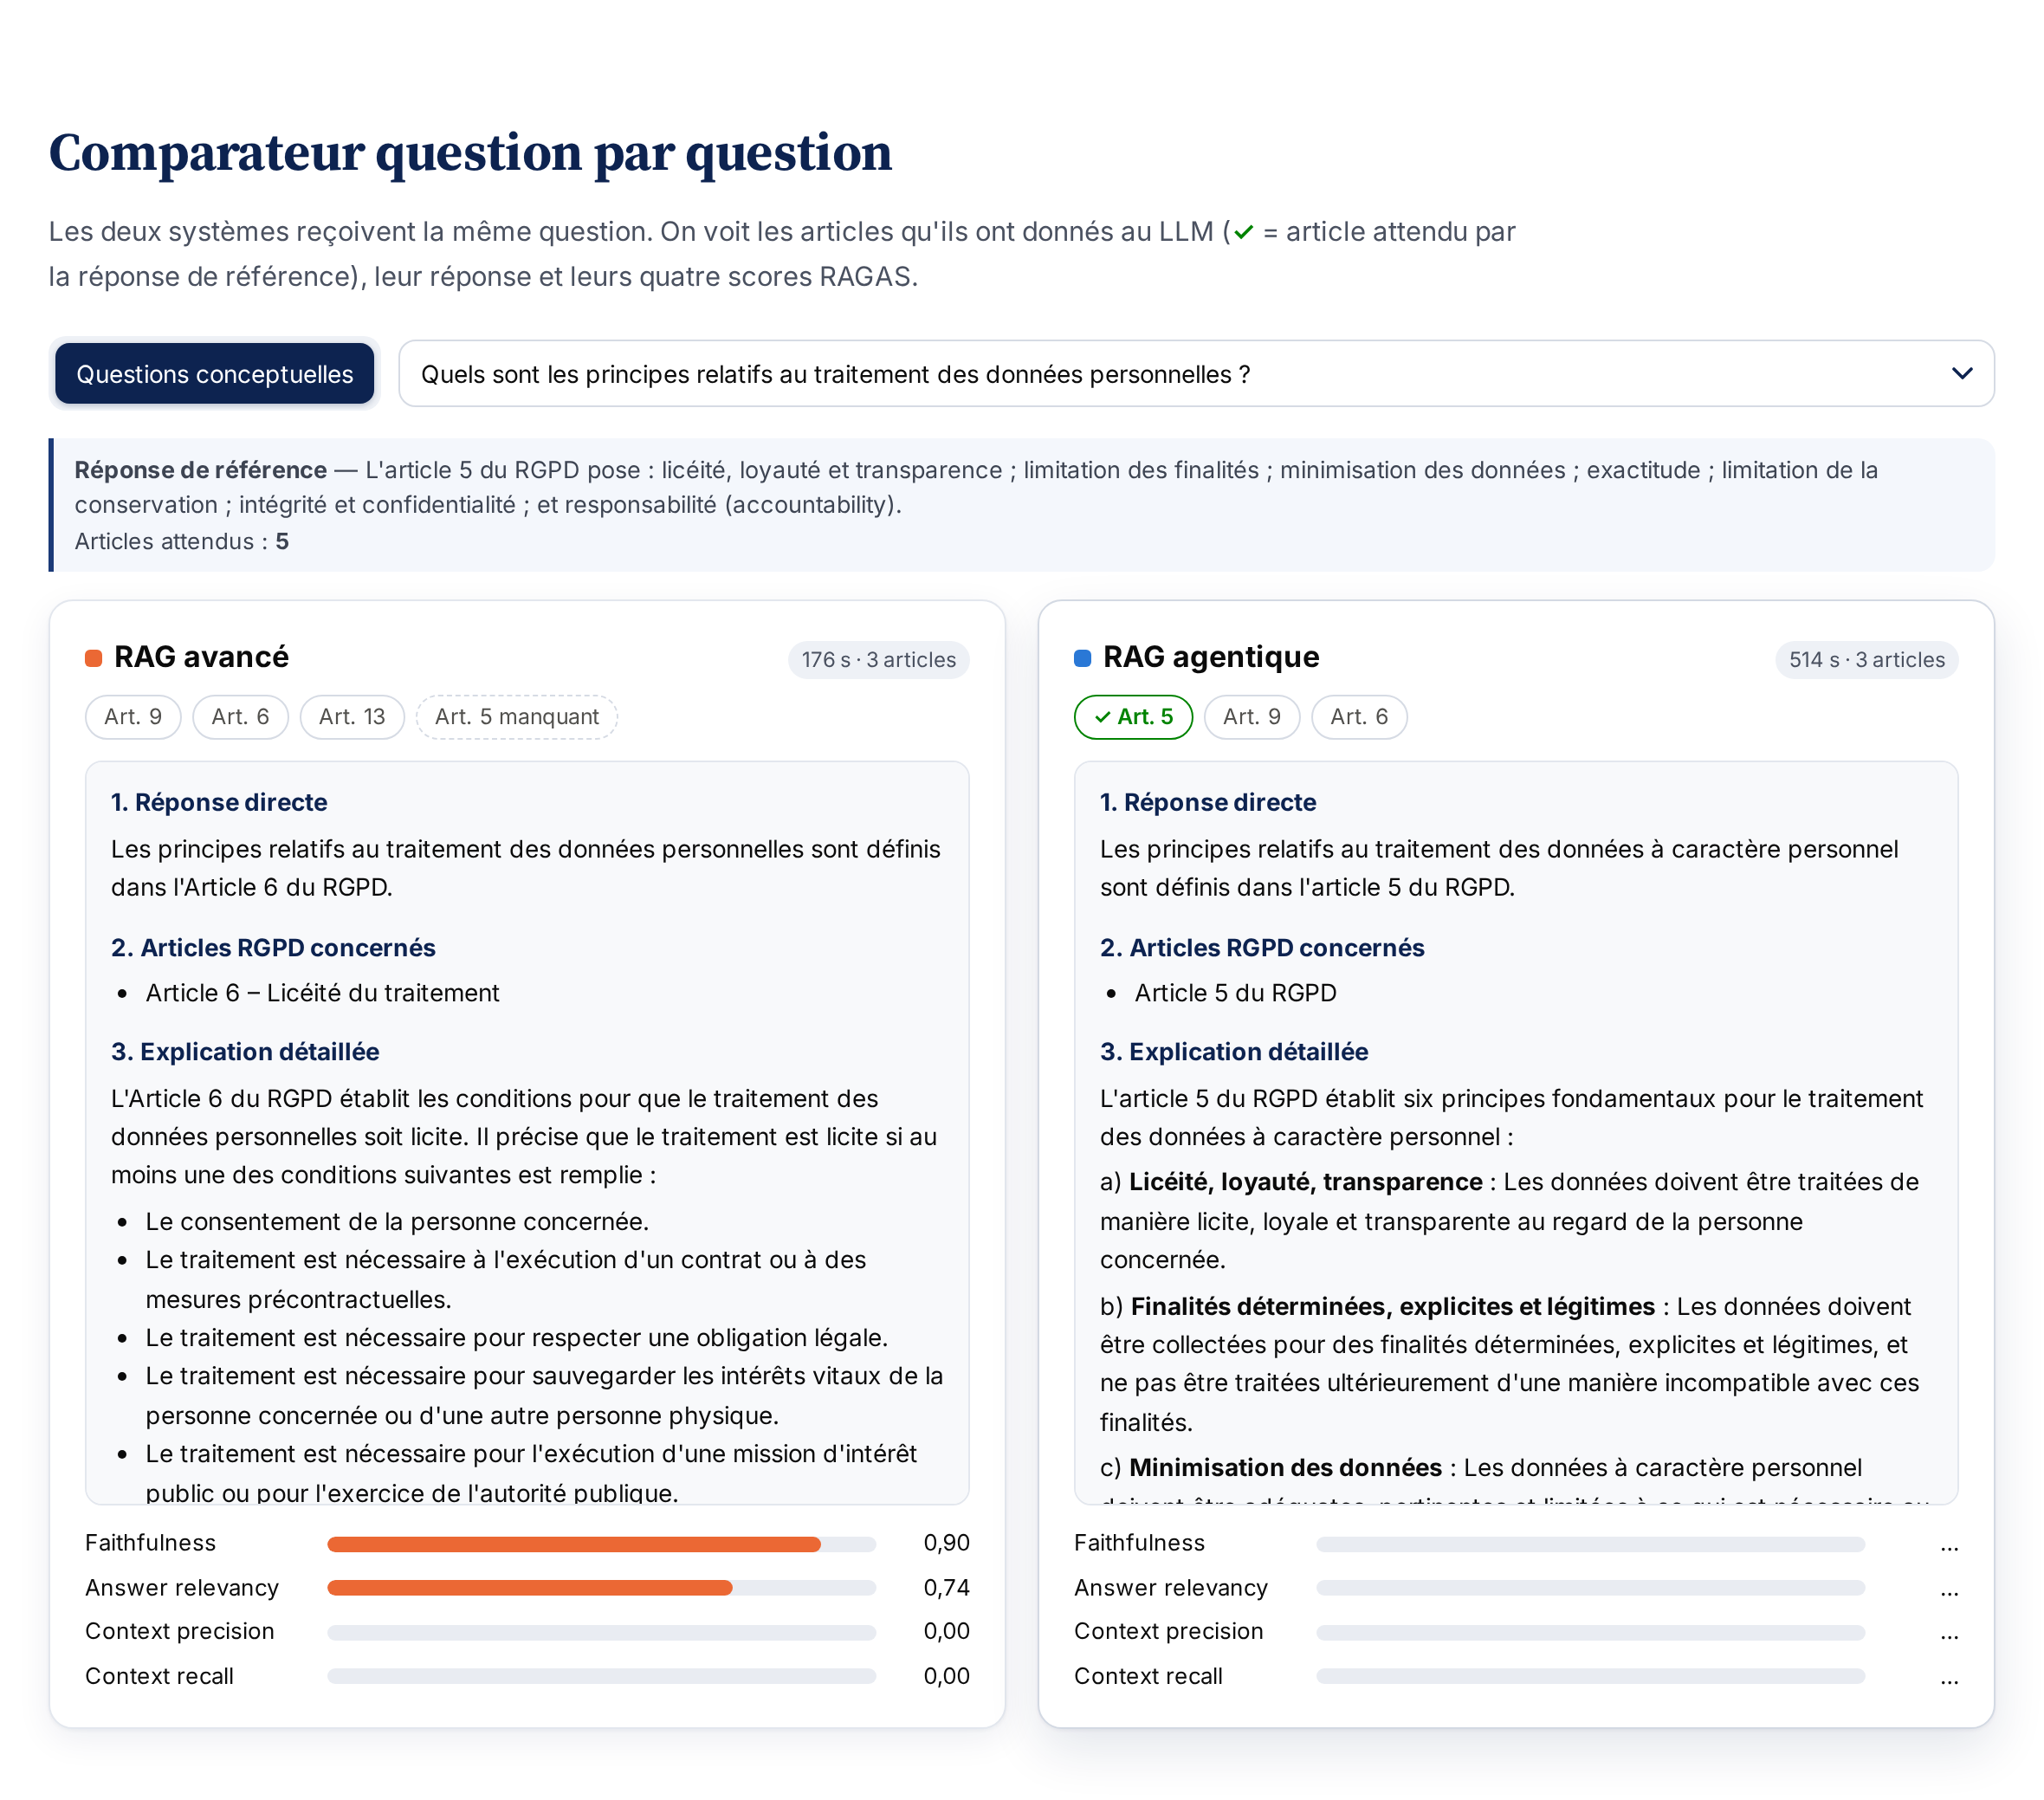 Comparateur question par question
Les deux systèmes reçoivent la même question. On voit les articles qu'ils ont donnés au LLM (✓ = article attendu par
la réponse de référence), leur réponse et leurs quatre scores RAGAS.
Questions conceptuelles
Quels sont les principes relatifs au traitement des données personnelles ?
Réponse de référence — L'article 5 du RGPD pose : licéité, loyauté et transparence ; limitation des finalités ; minimisation des données ; exactitude ; limitation de la
conservation ; intégrité et confidentialité ; et responsabilité (accountability).
Articles attendus : 5
RAG avancé
176 s · 3 articles
Art. 9 Art. 6 Art. 13 Art. 5 manquant
1. Réponse directe
Les principes relatifs au traitement des données personnelles sont définis
dans l'Article 6 du RGPD.
2. Articles RGPD concernés
• Article 6 – Licéité du traitement
3. Explication détaillée
L'Article 6 du RGPD établit les conditions pour que le traitement des
données personnelles soit licite. Il précise que le traitement est licite si au
moins une des conditions suivantes est remplie :
• Le consentement de la personne concernée.
• Le traitement est nécessaire à l'exécution d'un contrat ou à des
mesures précontractuelles.
• Le traitement est nécessaire pour respecter une obligation légale.
• Le traitement est nécessaire pour sauvegarder les intérêts vitaux de la
personne concernée ou d'une autre personne physique.
• Le traitement est nécessaire pour l'exécution d'une mission d'intérêt
public ou pour l'exercice de l'autorité publique.
Faithfulness 0,90
Answer relevancy 0,74
Context precision 0,00
Context recall 0,00
RAG agentique
514 s · 3 articles
✓ Art. 5 Art. 9 Art. 6
1. Réponse directe
Les principes relatifs au traitement des données à caractère personnel
sont définis dans l'article 5 du RGPD.
2. Articles RGPD concernés
• Article 5 du RGPD
3. Explication détaillée
L'article 5 du RGPD établit six principes fondamentaux pour le traitement
des données à caractère personnel :
a) Licéité, loyauté, transparence : Les données doivent être traitées de
manière licite, loyale et transparente au regard de la personne
concernée.
b) Finalités déterminées, explicites et légitimes : Les données doivent
être collectées pour des finalités déterminées, explicites et légitimes, et
ne pas être traitées ultérieurement d'une manière incompatible avec ces
finalités.
c) Minimisation des données : Les données à caractère personnel
doivent être adéquates, pertinentes et limitées à ce qui est nécessaire au
Faithfulness ...
Answer relevancy ...
Context precision ...
Context recall ...